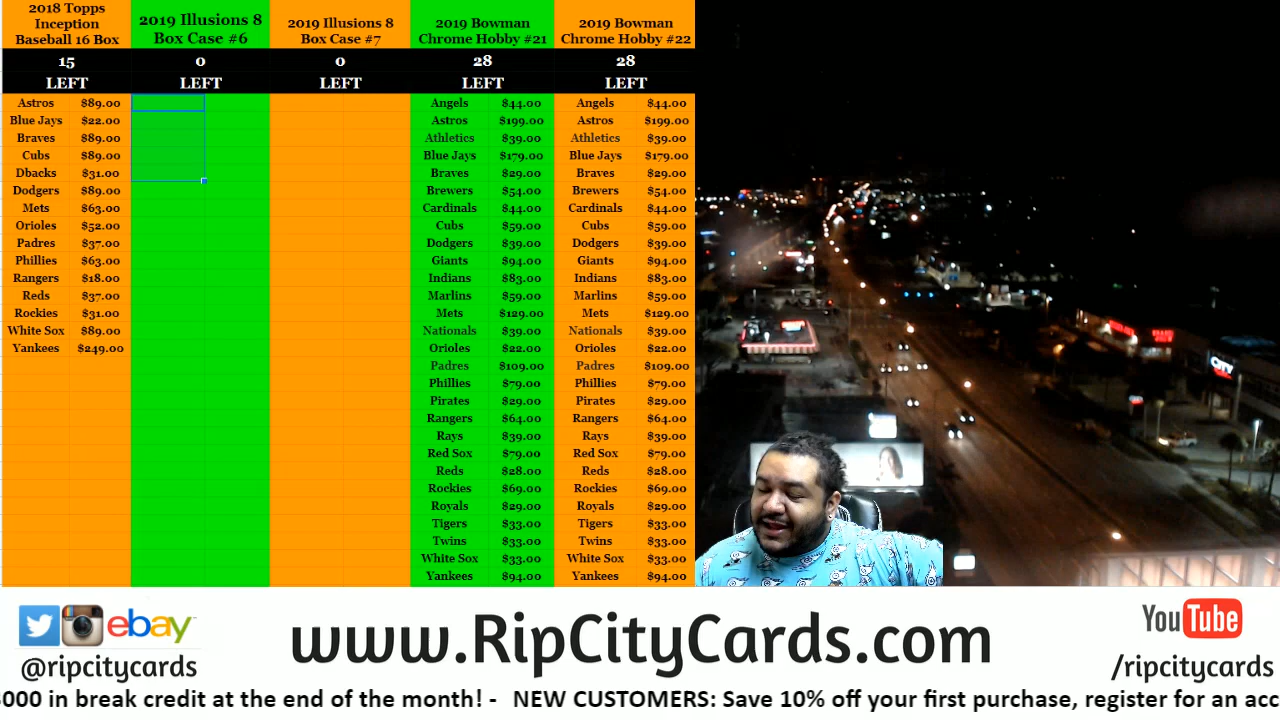 2018 Topps
Inception
Baseball 16 Box
15
LEFT
Astros $89.00
Blue Jays $22.00
Braves $89.00
Cubs $89.00
Dbacks $31.00
Dodgers $89.00
Mets $63.00
Orioles $52.00
Padres $37.00
Phillies $63.00
Rangers $18.00
Reds $37.00
Rockies $31.00
White Sox $89.00
Yankees $249.00
2019 Illusions 8
Box Case #6
0
LEFT
2019 Illusions 8
Box Case #7
0
LEFT
2019 Bowman
Chrome Hobby #21
28
LEFT
Angels $44.00
Astros $199.00
Athletics $39.00
Blue Jays $179.00
Braves $29.00
Brewers $54.00
Cardinals $44.00
Cubs $59.00
Dodgers $39.00
Giants $94.00
Indians $83.00
Marlins $59.00
Mets $129.00
Nationals $39.00
Orioles $22.00
Padres $109.00
Phillies $79.00
Pirates $29.00
Rangers $64.00
Rays $39.00
Red Sox $79.00
Reds $28.00
Rockies $69.00
Royals $29.00
Tigers $33.00
Twins $33.00
White Sox $33.00
Yankees $94.00
2019 Bowman
Chrome Hobby #22
28
LEFT
Angels $44.00
Astros $199.00
Athletics $39.00
Blue Jays $179.00
Braves $29.00
Brewers $54.00
Cardinals $44.00
Cubs $59.00
Dodgers $39.00
Giants $94.00
Indians $83.00
Marlins $59.00
Mets $129.00
Nationals $39.00
Orioles $22.00
Padres $109.00
Phillies $79.00
Pirates $29.00
Rangers $64.00
Rays $39.00
Red Sox $79.00
Reds $28.00
Rockies $69.00
Royals $29.00
Tigers $33.00
Twins $33.00
White Sox $33.00
Yankees $94.00
ebay
@ripcitycards
www.RipCityCards.com
YouTube
/ripcitycards
000 in break credit at the end of the month! - NEW CUSTOMERS: Save 10% off your first purchase, register for an acc